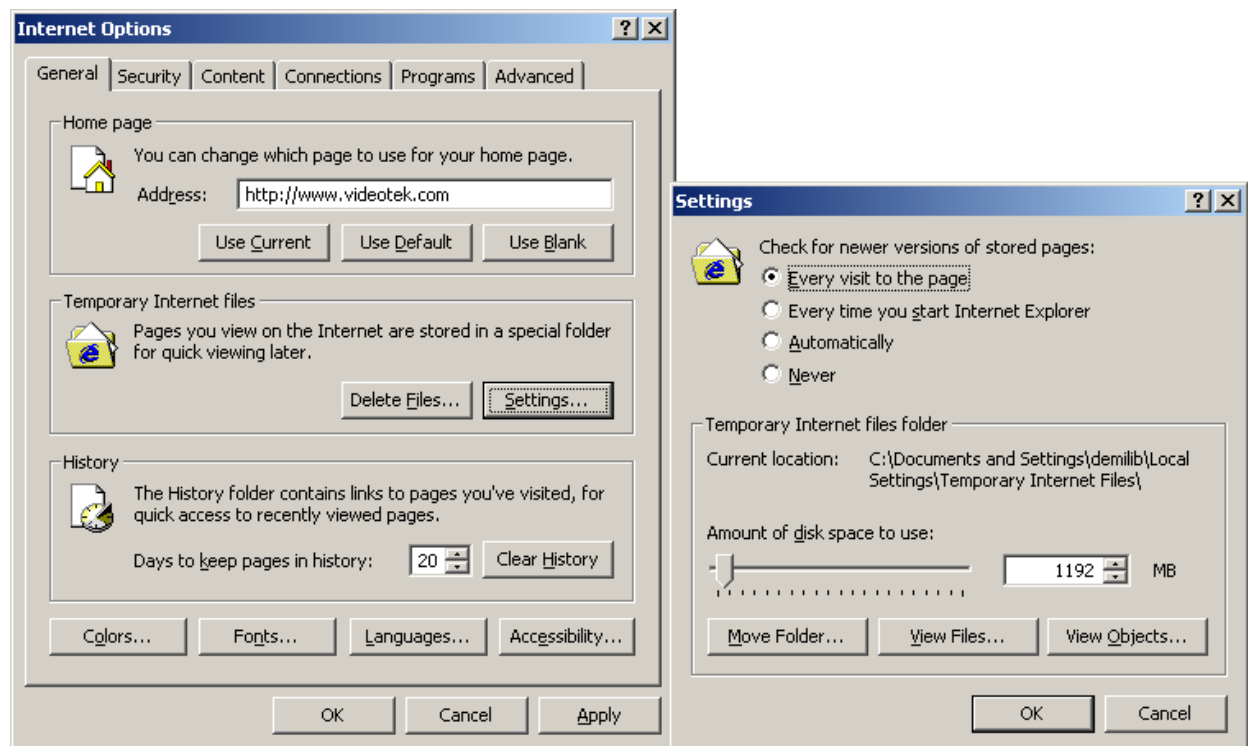 Internet Options
General Security Content Connections Programs Advanced
Home page
You can change which page to use for your home page.
Address: http://www.videotek.com
Use Current Use Default Use Blank
Temporary Internet files
Pages you view on the Internet are stored in a special folder
for quick viewing later.
Delete Files... Settings...
History
The History folder contains links to pages you've visited, for
quick access to recently viewed pages.
Days to keep pages in history: 20 Clear History
Colors... Fonts... Languages... Accessibility...
OK Cancel Apply
Settings
Check for newer versions of stored pages:
Every visit to the page
Every time you start Internet Explorer
Automatically
Never
Temporary Internet files folder
Current location: C:\Documents and Settings\demilib\Local
Settings\Temporary Internet Files\
Amount of disk space to use:
1192 MB
Move Folder... View Files... View Objects...
OK Cancel